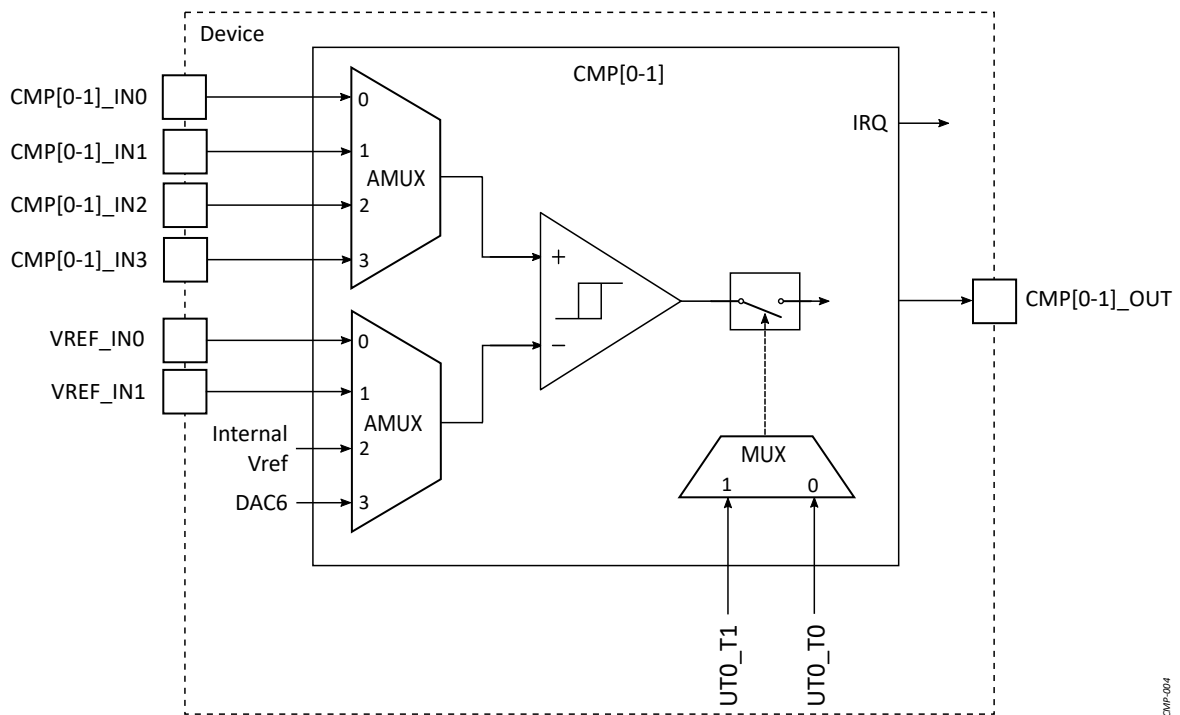 Device
CMP[0-1]
CMP[0-1]_IN0
0
IRQ
CMP[0-1]_IN1
1
AMUX
CMP[0-1]_IN2
2
CMP[0-1]_IN3
3
+
CMP[0-1]_OUT
VREF_IN0
0
−
VREF_IN1
1
AMUX
Internal
Vref
2
DAC6
3
MUX
1
0
UT0_T1
UT0_T0
CMP-004